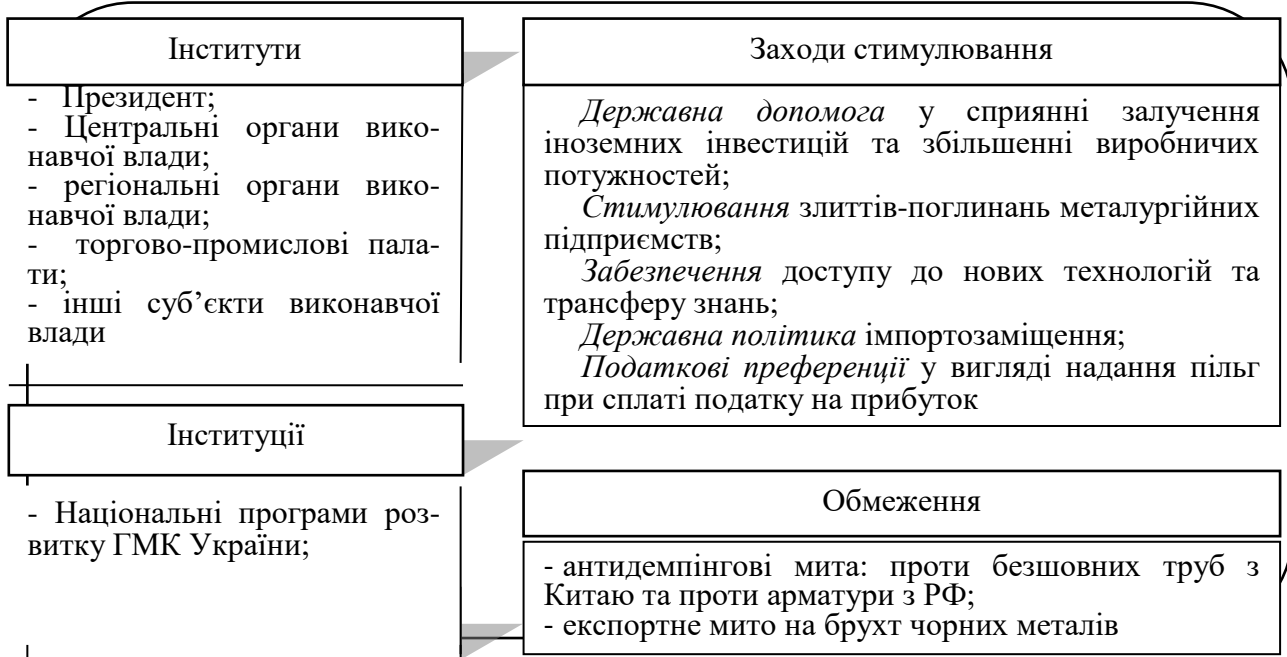 Інститути
- Президент;
- Центральні органи вико-
навчої влади;
- регіональні органи вико-
навчої влади;
- торгово-промислові пала-
ти;
- інші суб’єкти виконавчої
влади
Інституції
- Національні програми роз-
витку ГМК України;
Заходи стимулювання
Державна допомога у сприянні залучення
іноземних інвестицій та збільшенні виробничих
потужностей;
Стимулювання злиттів-поглинань металургійних
підприємств;
Забезпечення доступу до нових технологій та
трансферу знань;
Державна політика імпортозаміщення;
Податкові преференції у вигляді надання пільг
при сплаті податку на прибуток
Обмеження
- антидемпінгові мита: проти безшовних труб з
Китаю та проти арматури з РФ;
- експортне мито на брухт чорних металів